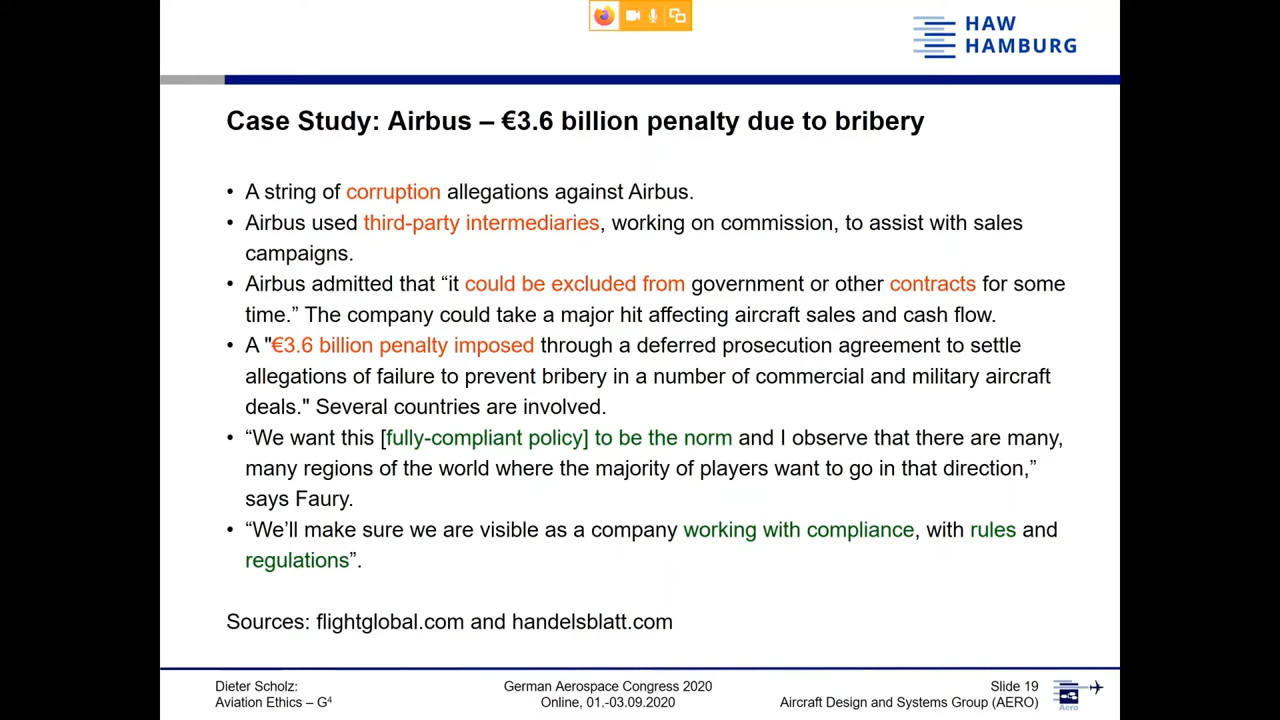 HAW
HAMBURG
Case Study: Airbus – €3.6 billion penalty due to bribery
• A string of corruption allegations against Airbus.
• Airbus used third-party intermediaries, working on commission, to assist with sales
campaigns.
• Airbus admitted that “it could be excluded from government or other contracts for some
time.” The company could take a major hit affecting aircraft sales and cash flow.
• A "€3.6 billion penalty imposed through a deferred prosecution agreement to settle
allegations of failure to prevent bribery in a number of commercial and military aircraft
deals." Several countries are involved.
• “We want this [fully-compliant policy] to be the norm and I observe that there are many,
many regions of the world where the majority of players want to go in that direction,”
says Faury.
• “We’ll make sure we are visible as a company working with compliance, with rules and
regulations”.
Sources: flightglobal.com and handelsblatt.com
Dieter Scholz:
Aviation Ethics – G⁴
German Aerospace Congress 2020
Online, 01.-03.09.2020
Slide 19
Aircraft Design and Systems Group (AERO)
Aero